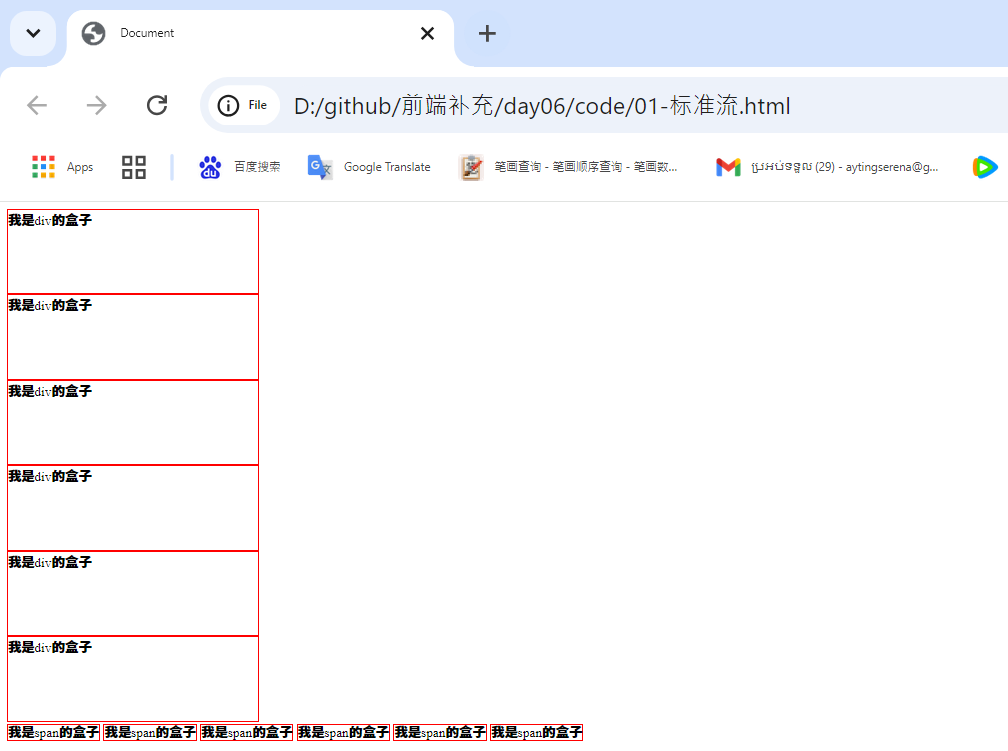 Document
File
D:/github/前端补充/day06/code/01-标准流.html
Apps
百度搜索
Google Translate
笔画查询 - 笔画顺序查询 - 笔画数...
ប្រអប់ទទួល (29) - aytingserena@g...
我是div的盒子
我是div的盒子
我是div的盒子
我是div的盒子
我是div的盒子
我是div的盒子
我是span的盒子 我是span的盒子 我是span的盒子 我是span的盒子 我是span的盒子 我是span的盒子